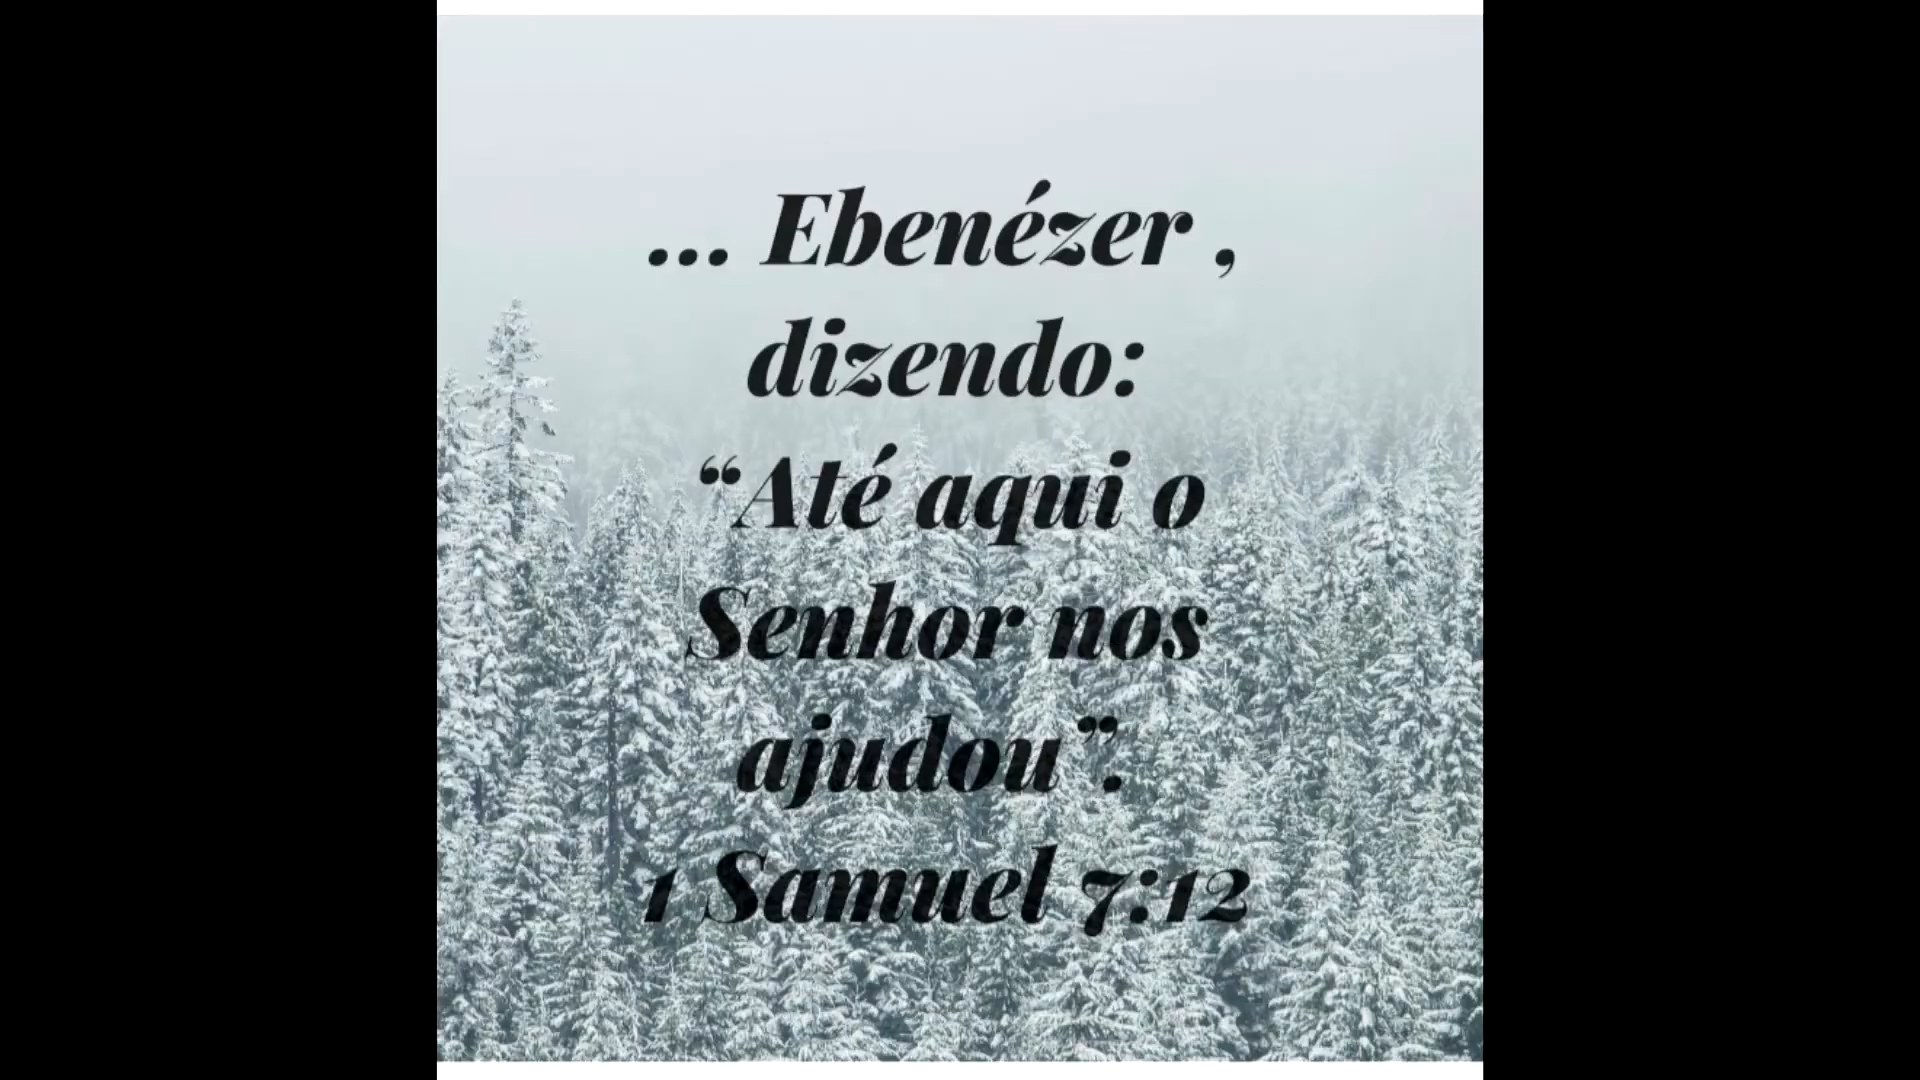 ... Ebenézer ,
dizendo:
“Até aqui o
Senhor nos
ajudou”.
1 Samuel 7:12